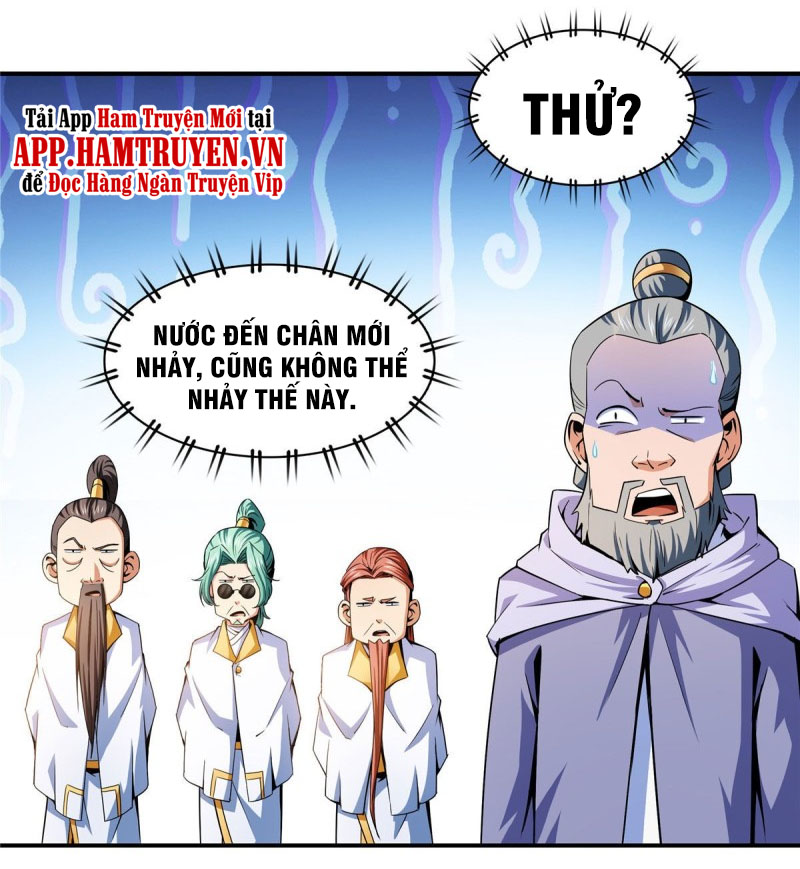 THỬ?
Tải App Ham Truyện Mới tại
APP.HAMTRUYEN.VN
để Đọc Hàng Ngàn Truyện Vip
NƯỚC ĐẾN CHÂN MỚI
NHẢY, CŨNG KHÔNG THỂ
NHẢY THẾ NÀY.